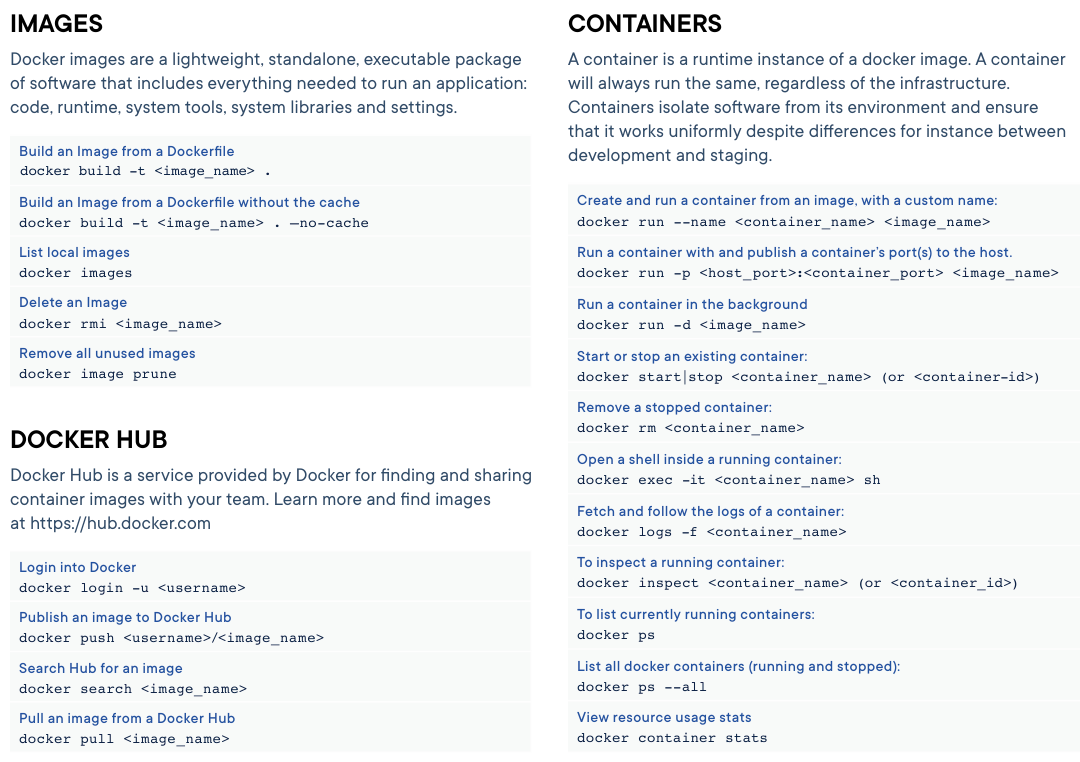 IMAGES
Docker images are a lightweight, standalone, executable package
of software that includes everything needed to run an application:
code, runtime, system tools, system libraries and settings.
Build an Image from a Dockerfile
docker build -t <image_name> .
Build an Image from a Dockerfile without the cache
docker build -t <image_name> . —no-cache
List local images
docker images
Delete an Image
docker rmi <image_name>
Remove all unused images
docker image prune
DOCKER HUB
Docker Hub is a service provided by Docker for finding and sharing
container images with your team. Learn more and find images
at https://hub.docker.com
Login into Docker
docker login -u <username>
Publish an image to Docker Hub
docker push <username>/<image_name>
Search Hub for an image
docker search <image_name>
Pull an image from a Docker Hub
docker pull <image_name>
CONTAINERS
A container is a runtime instance of a docker image. A container
will always run the same, regardless of the infrastructure.
Containers isolate software from its environment and ensure
that it works uniformly despite differences for instance between
development and staging.
Create and run a container from an image, with a custom name:
docker run --name <container_name> <image_name>
Run a container with and publish a container’s port(s) to the host.
docker run -p <host_port>:<container_port> <image_name>
Run a container in the background
docker run -d <image_name>
Start or stop an existing container:
docker start|stop <container_name> (or <container-id>)
Remove a stopped container:
docker rm <container_name>
Open a shell inside a running container:
docker exec -it <container_name> sh
Fetch and follow the logs of a container:
docker logs -f <container_name>
To inspect a running container:
docker inspect <container_name> (or <container_id>)
To list currently running containers:
docker ps
List all docker containers (running and stopped):
docker ps --all
View resource usage stats
docker container stats